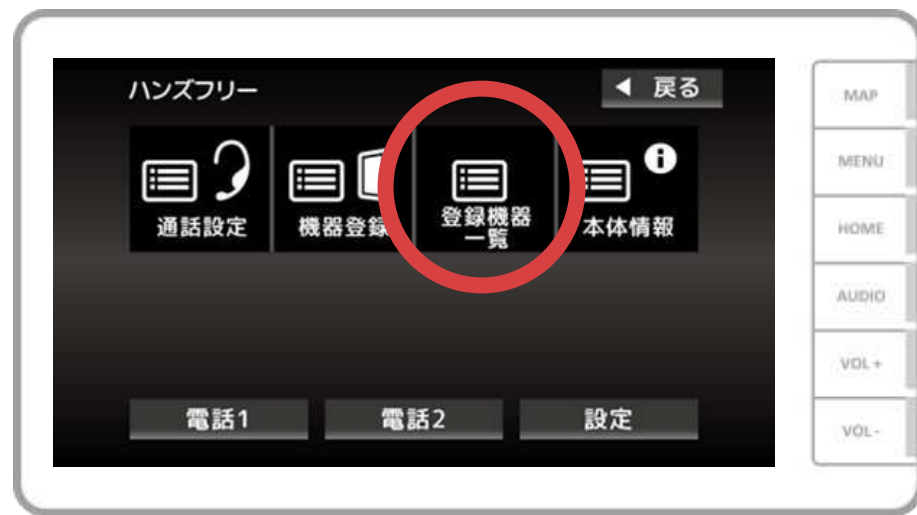 ハンズフリー
◀ 戻る
通話設定
機器登録
登録機器
一覧
本体情報
電話1
電話2
設定
MAP
MENU
HOME
AUDIO
VOL +
VOL -